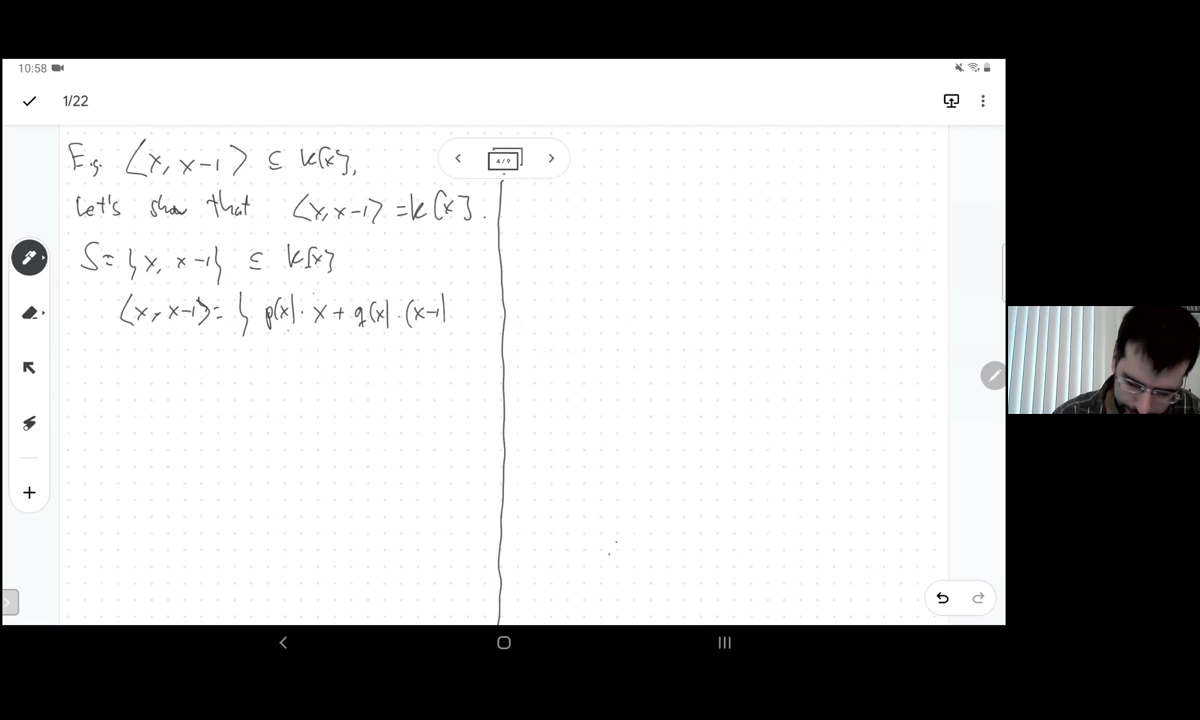 10:58
1/22
E.g. ⟨x, x-1⟩ ⊆ k[x],
4/9
Let's show that ⟨x, x-1⟩ = k[x].
S = {x, x-1} ⊆ k[x]
⟨x, x-1⟩ = { p(x) · x + q(x) · (x-1)